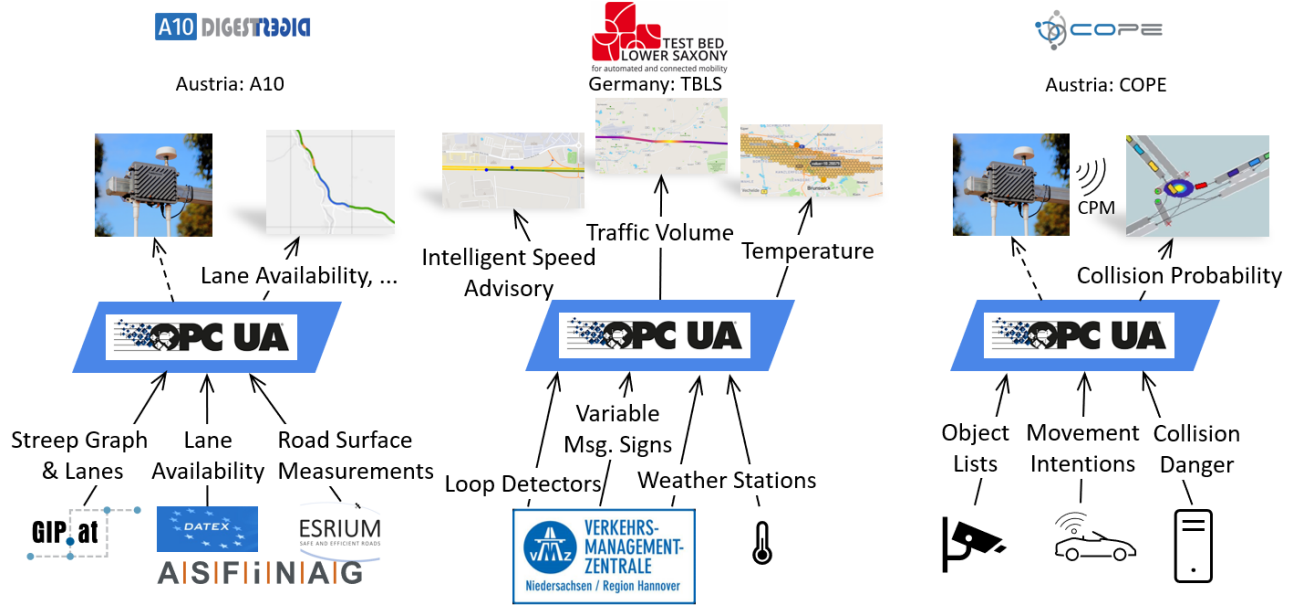 A10 DIGEST
Austria: A10
Lane Availability, ...
OPC UA
Streep Graph
& Lanes
Lane
Availability
Road Surface
Measurements
GIP.at
DATEX
ESRIUM
SAFE AND EFFICIENT ROADS
ASFiNAG
TEST BED
LOWER SAXONY
for automated and connected mobility
Germany: TBLS
Brunswick
Intelligent Speed
Advisory
Traffic Volume
Temperature
OPC UA
Loop Detectors
Variable
Msg. Signs
Weather Stations
vmz
VERKEHRS-
MANAGEMENT-
ZENTRALE
Niedersachsen / Region Hannover
COPE
Austria: COPE
CPM
Collision Probability
OPC UA
Object
Lists
Movement
Intentions
Collision
Danger